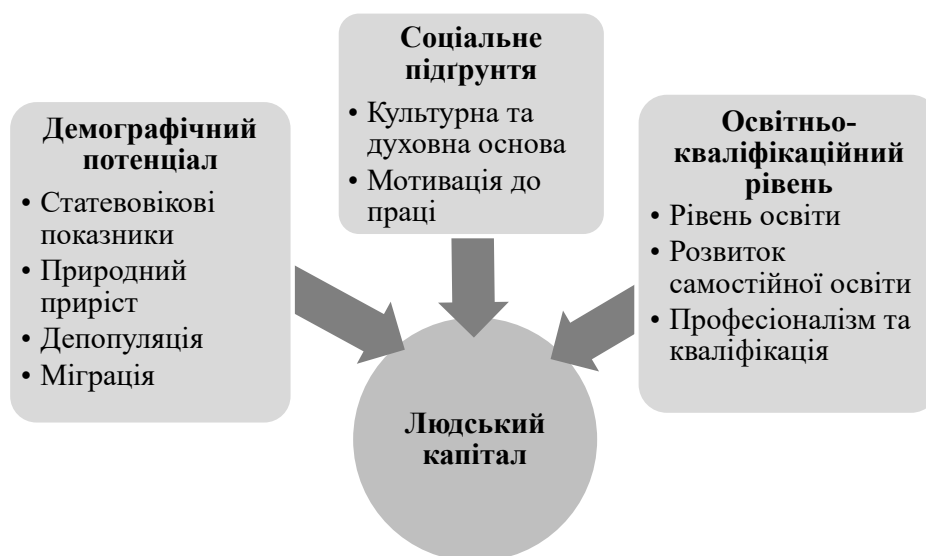 Демографічний
потенціал
• Статевовікові
показники
• Природний
приріст
• Депопуляція
• Міграція
Соціальне
підґрунтя
• Культурна та
духовна основа
• Мотивація до
праці
Освітньо-
кваліфікаційний
рівень
• Рівень освіти
• Розвиток
самостійної освіти
• Професіоналізм та
кваліфікація
Людський
капітал